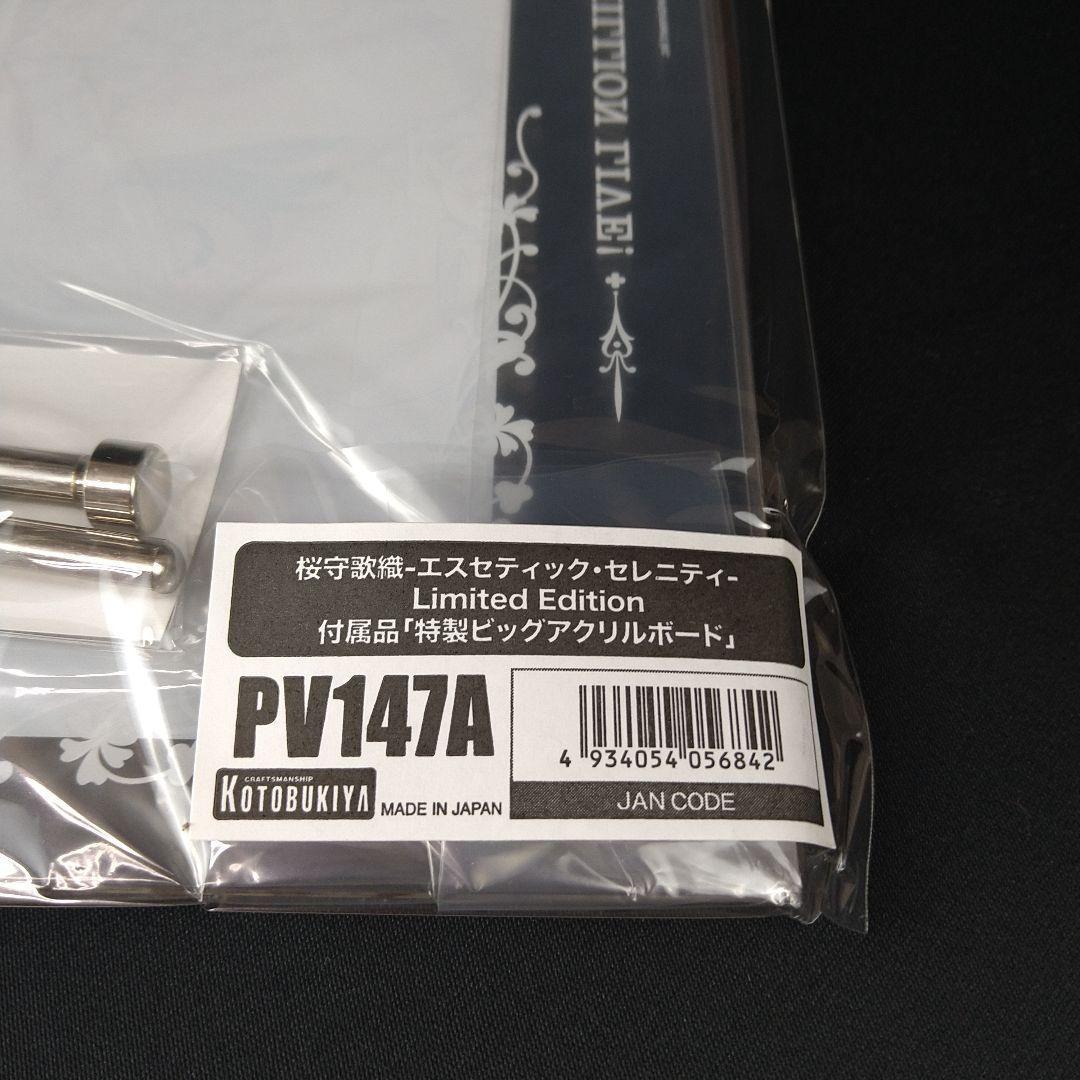 MILLION LIVE!
桜守歌織-エスセティック・セレニティ-
Limited Edition
付属品「特製ビッグアクリルボード」
PV147A
4 934054 056842
CRAFTSMANSHIP
KOTOBUKIYA
MADE IN JAPAN
JAN CODE